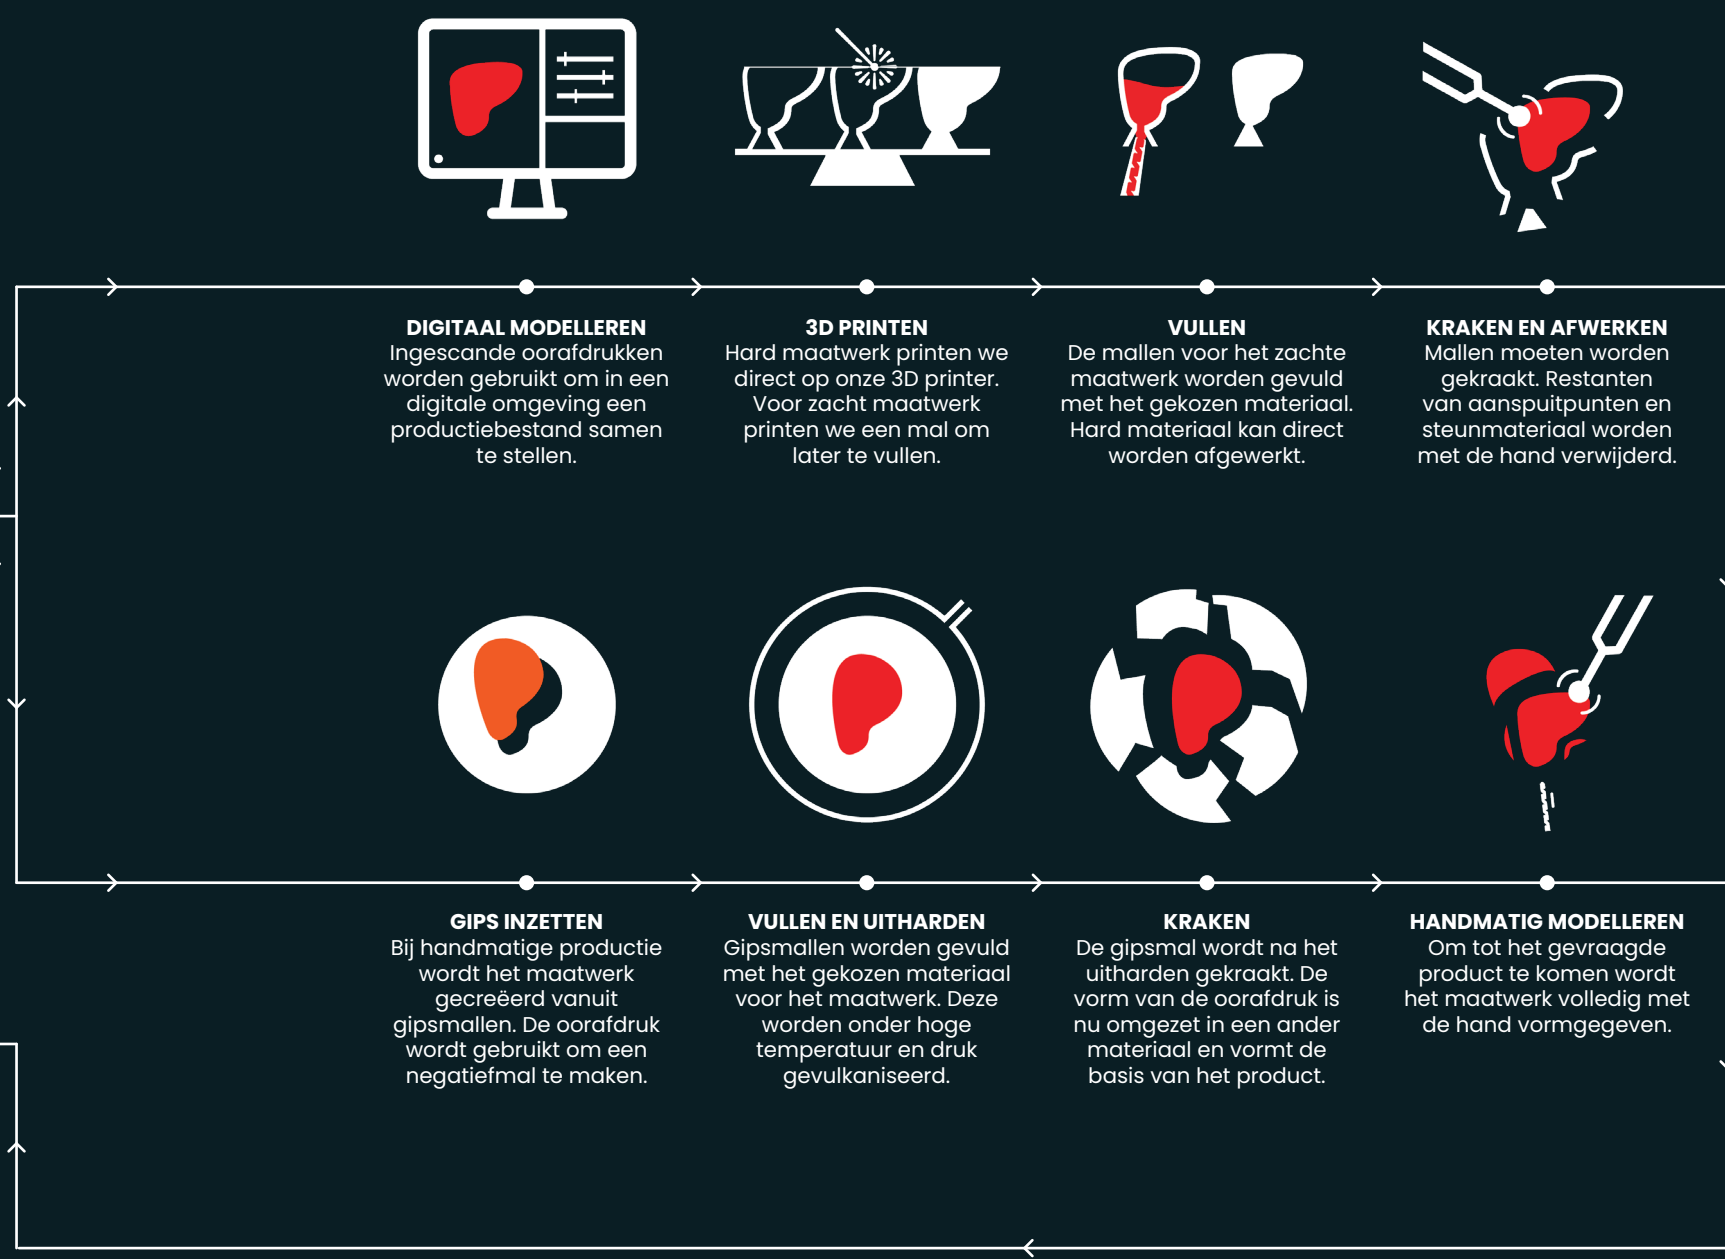 DIGITAAL MODELLEREN
Ingescande oorafdrukken
worden gebruikt om in een
digitale omgeving een
productiebestand samen
te stellen.
3D PRINTEN
Hard maatwerk printen we
direct op onze 3D printer.
Voor zacht maatwerk
printen we een mal om
later te vullen.
VULLEN
De mallen voor het zachte
maatwerk worden gevuld
met het gekozen materiaal.
Hard materiaal kan direct
worden afgewerkt.
KRAKEN EN AFWERKEN
Mallen moeten worden
gekraakt. Restanten
van aanspuitpunten en
steunmateriaal worden
met de hand verwijderd.
GIPS INZETTEN
Bij handmatige productie
wordt het maatwerk
gecreëerd vanuit
gipsmallen. De oorafdruk
wordt gebruikt om een
negatiefmal te maken.
VULLEN EN UITHARDEN
Gipsmallen worden gevuld
met het gekozen materiaal
voor het maatwerk. Deze
worden onder hoge
temperatuur en druk
gevulkaniseerd.
KRAKEN
De gipsmal wordt na het
uitharden gekraakt. De
vorm van de oorafdruk is
nu omgezet in een ander
materiaal en vormt de
basis van het product.
HANDMATIG MODELLEREN
Om tot het gevraagde
product te komen wordt
het maatwerk volledig met
de hand vormgegeven.